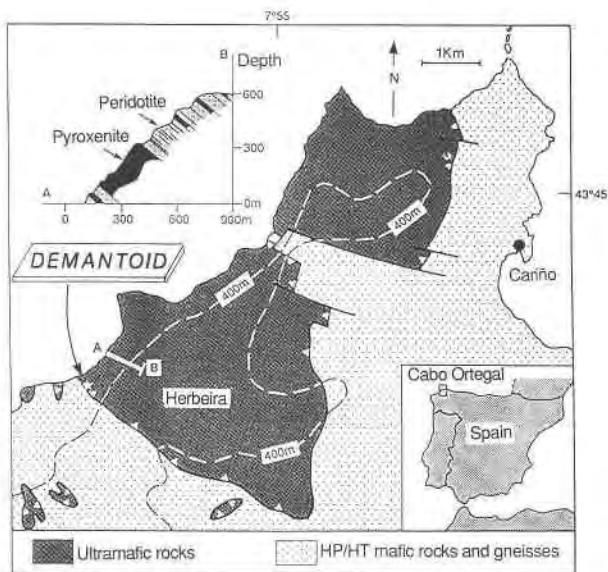 7°55
B
Depth
1Km
Peridotite
600
N
Pyroxenite
300
A
0m
0
300
600
900m
43°45
400m
Cariño
DEMANTOID
400m
A
B
Cabo Ortegal
Herbeira
Spain
400m
Ultramafic rocks
HP/HT mafic rocks and gneisses